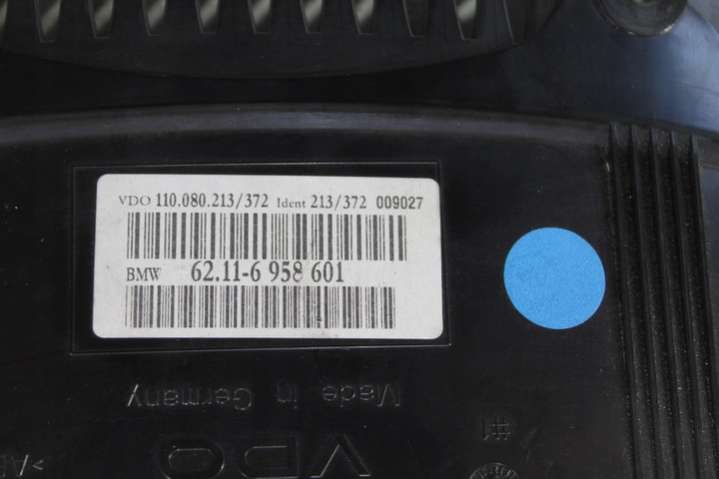 VDO 110.080.213/372 Ident 213/372 009027
BMW 62.11-6 958 601
Made in Germany
VDO
#1